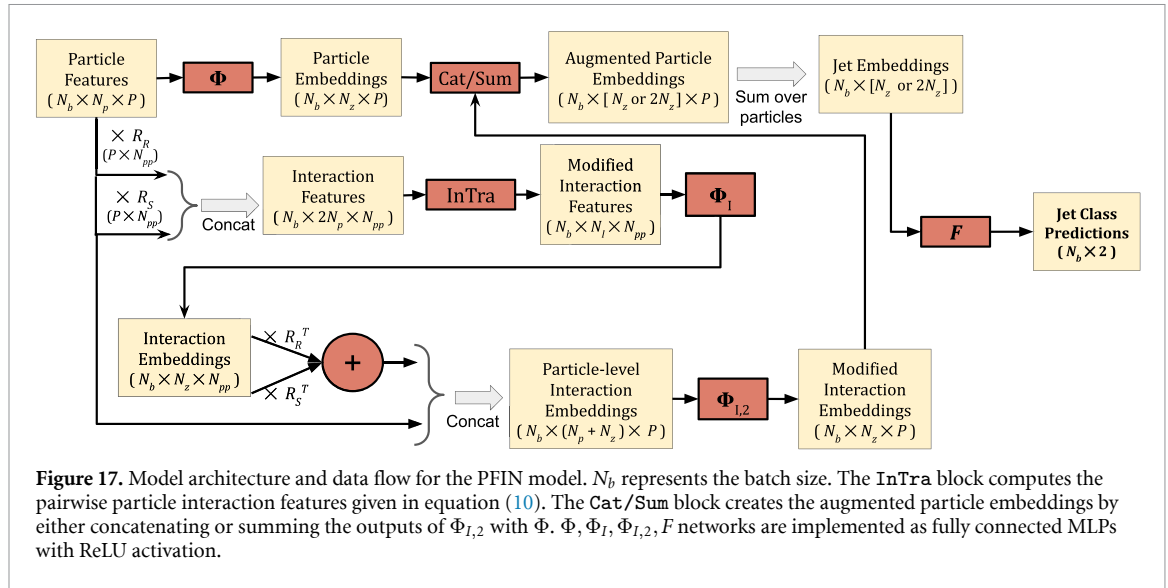 Particle
Features
( N_b × N_p × P )
Φ
Particle
Embeddings
( N_b × N_z × P )
Cat/Sum
Augmented Particle
Embeddings
( N_b × [ N_z or 2N_z ] × P )
Sum over
particles
Jet Embeddings
( N_b × [N_z or 2N_z] )
× R_R
(P × N_pp)
× R_S
(P × N_pp)
Concat
Interaction
Features
( N_b × 2N_p × N_pp )
InTra
Modified
Interaction
Features
( N_b × N_I × N_pp )
Φ_I
F
Jet Class
Predictions
( N_b × 2 )
Interaction
Embeddings
( N_b × N_z × N_pp )
× R_R^T
× R_S^T
+
Concat
Particle-level
Interaction
Embeddings
( N_b × (N_p + N_z ) × P )
Φ_I,2
Modified
Interaction
Embeddings
( N_b × N_z × P )
Figure 17. Model architecture and data flow for the PFIN model. N_b represents the batch size. The InTra block computes the
pairwise particle interaction features given in equation (10). The Cat/Sum block creates the augmented particle embeddings by
either concatenating or summing the outputs of Φ_I,2 with Φ. Φ, Φ_I, Φ_I,2, F networks are implemented as fully connected MLPs
with ReLU activation.